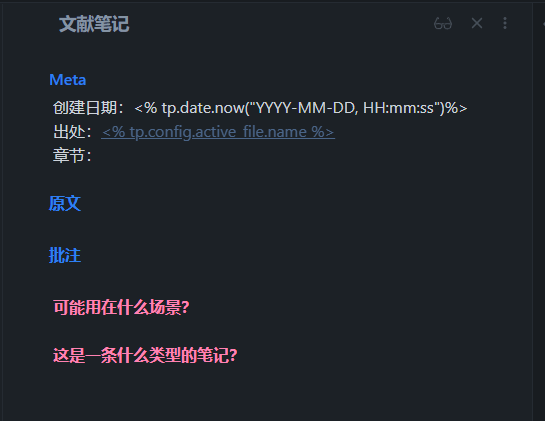 文献笔记
Meta
创建日期：<% tp.date.now("YYYY-MM-DD, HH:mm:ss")%>
出处：<% tp.config.active_file.name %>
章节：
原文
批注
可能用在什么场景？
这是一条什么类型的笔记？